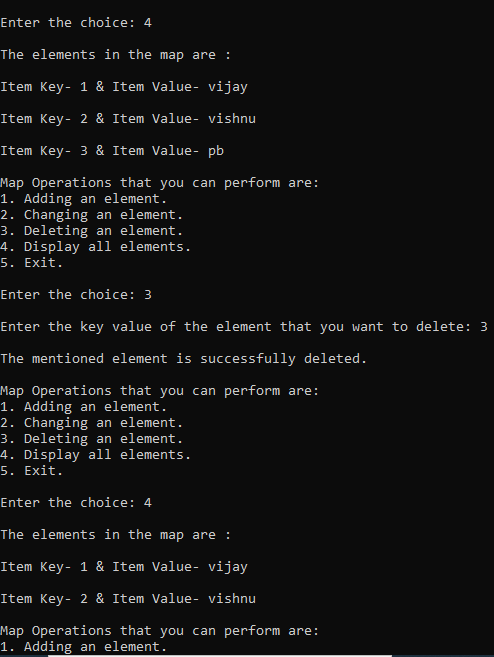 Enter the choice: 4
The elements in the map are :
Item Key- 1 & Item Value- vijay
Item Key- 2 & Item Value- vishnu
Item Key- 3 & Item Value- pb
Map Operations that you can perform are:
1. Adding an element.
2. Changing an element.
3. Deleting an element.
4. Display all elements.
5. Exit.
Enter the choice: 3
Enter the key value of the element that you want to delete: 3
The mentioned element is successfully deleted.
Map Operations that you can perform are:
1. Adding an element.
2. Changing an element.
3. Deleting an element.
4. Display all elements.
5. Exit.
Enter the choice: 4
The elements in the map are :
Item Key- 1 & Item Value- vijay
Item Key- 2 & Item Value- vishnu
Map Operations that you can perform are:
1. Adding an element.